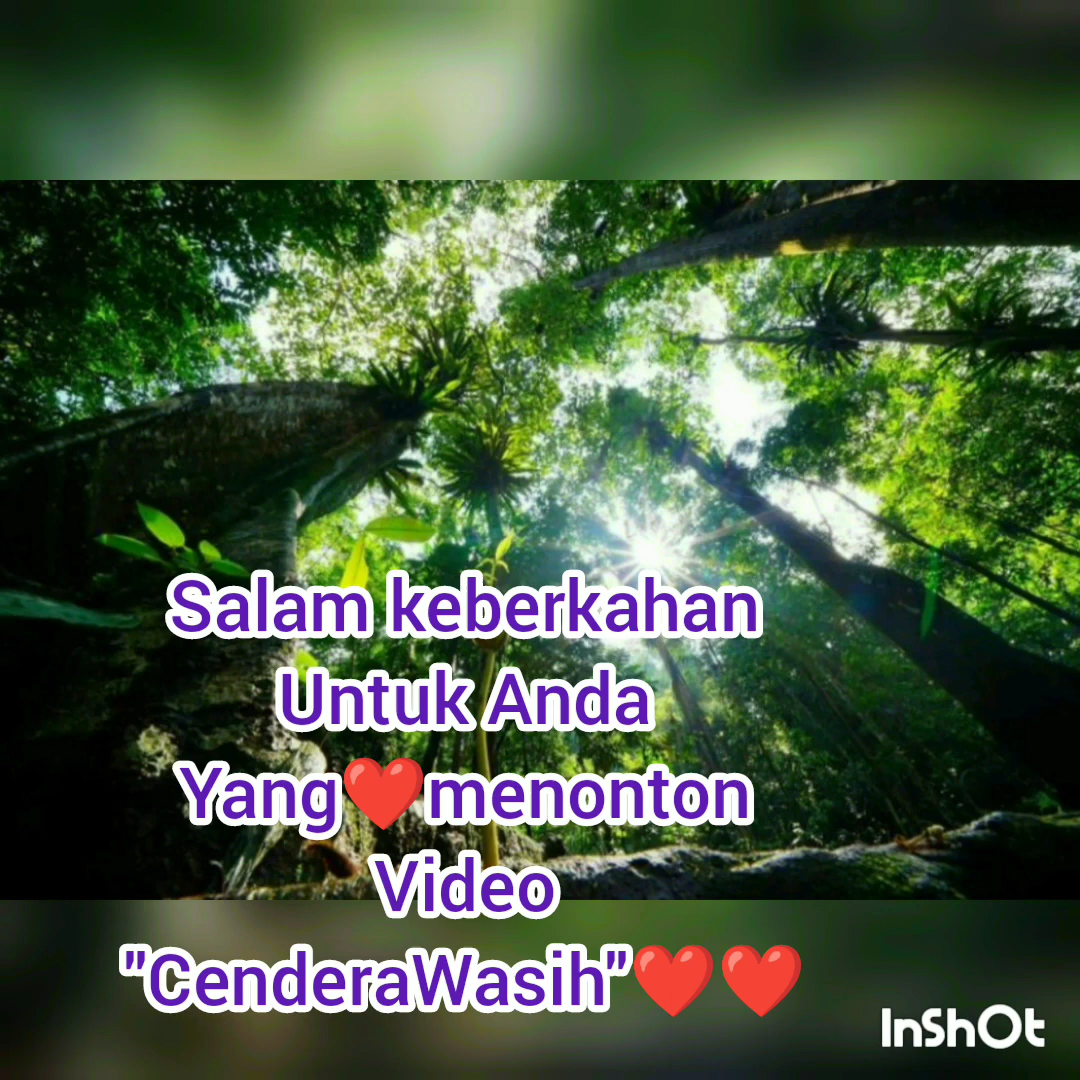 Salam keberkahan
Untuk Anda
Yang❤️menonton
Video
"CenderaWasih"❤️❤️
InShOt